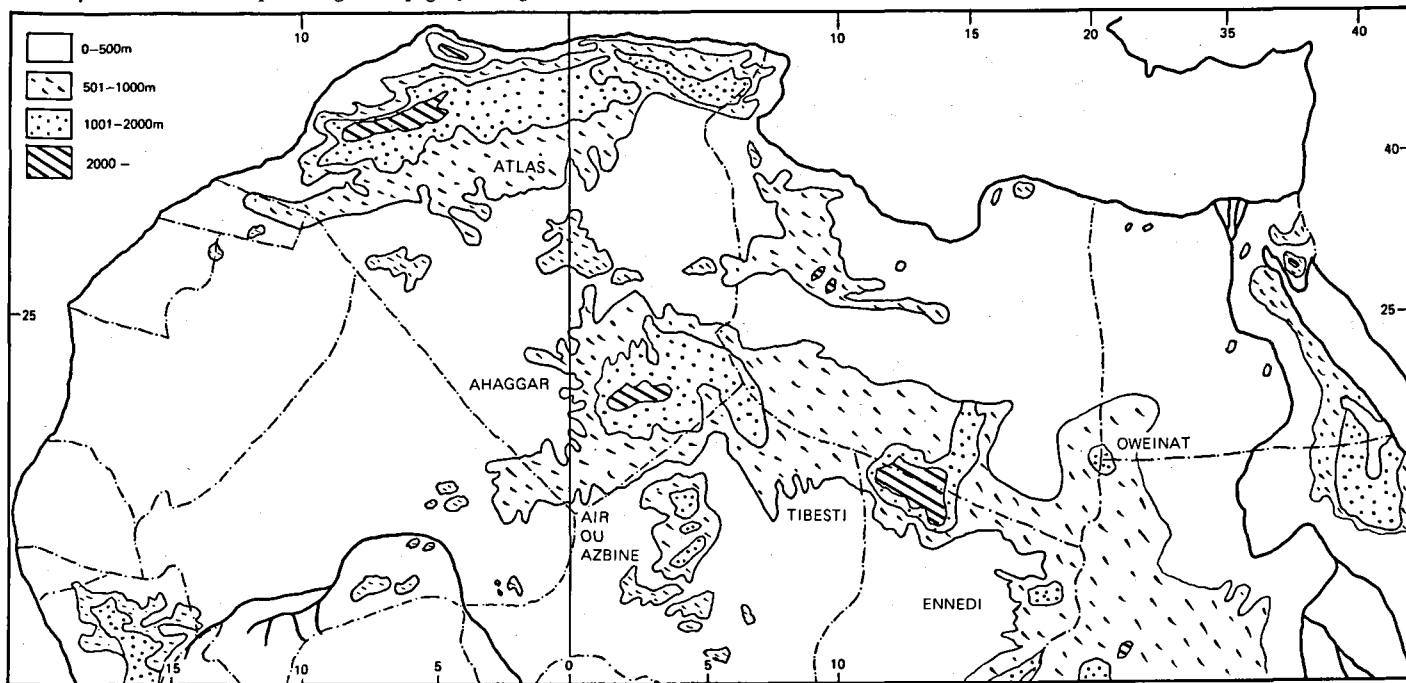 10 0 10 15 20 35 40
0–500m
501–1000m
1001–2000m
2000 –
40
ATLAS
25 25
AHAGGAR
OWEINAT
AIR
OU
AZBINE
TIBESTI
ENNEDI
15 10 5 0 5 10